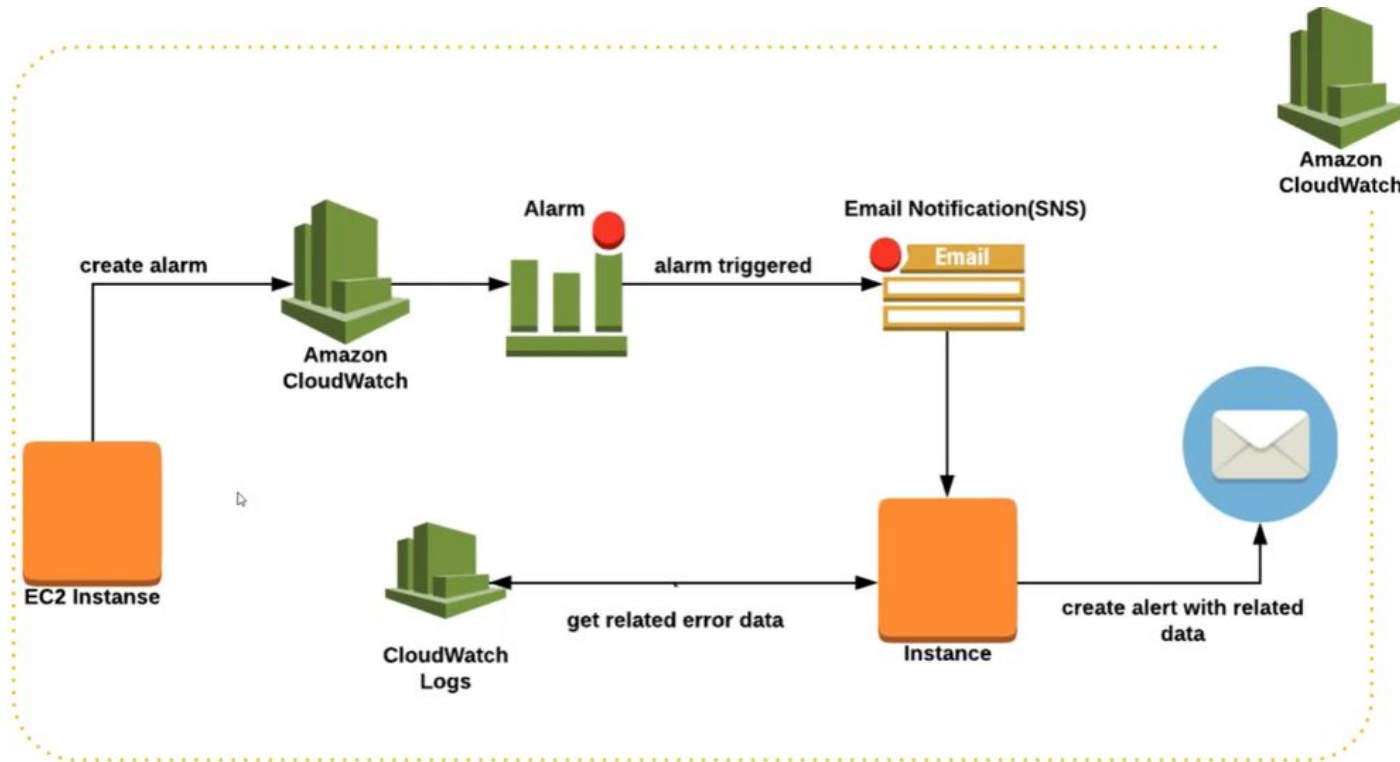 Amazon
CloudWatch
Alarm
Email Notification(SNS)
create alarm
alarm triggered
Email
Amazon
CloudWatch
EC2 Instanse
get related error data
create alert with related
data
CloudWatch
Logs
Instance